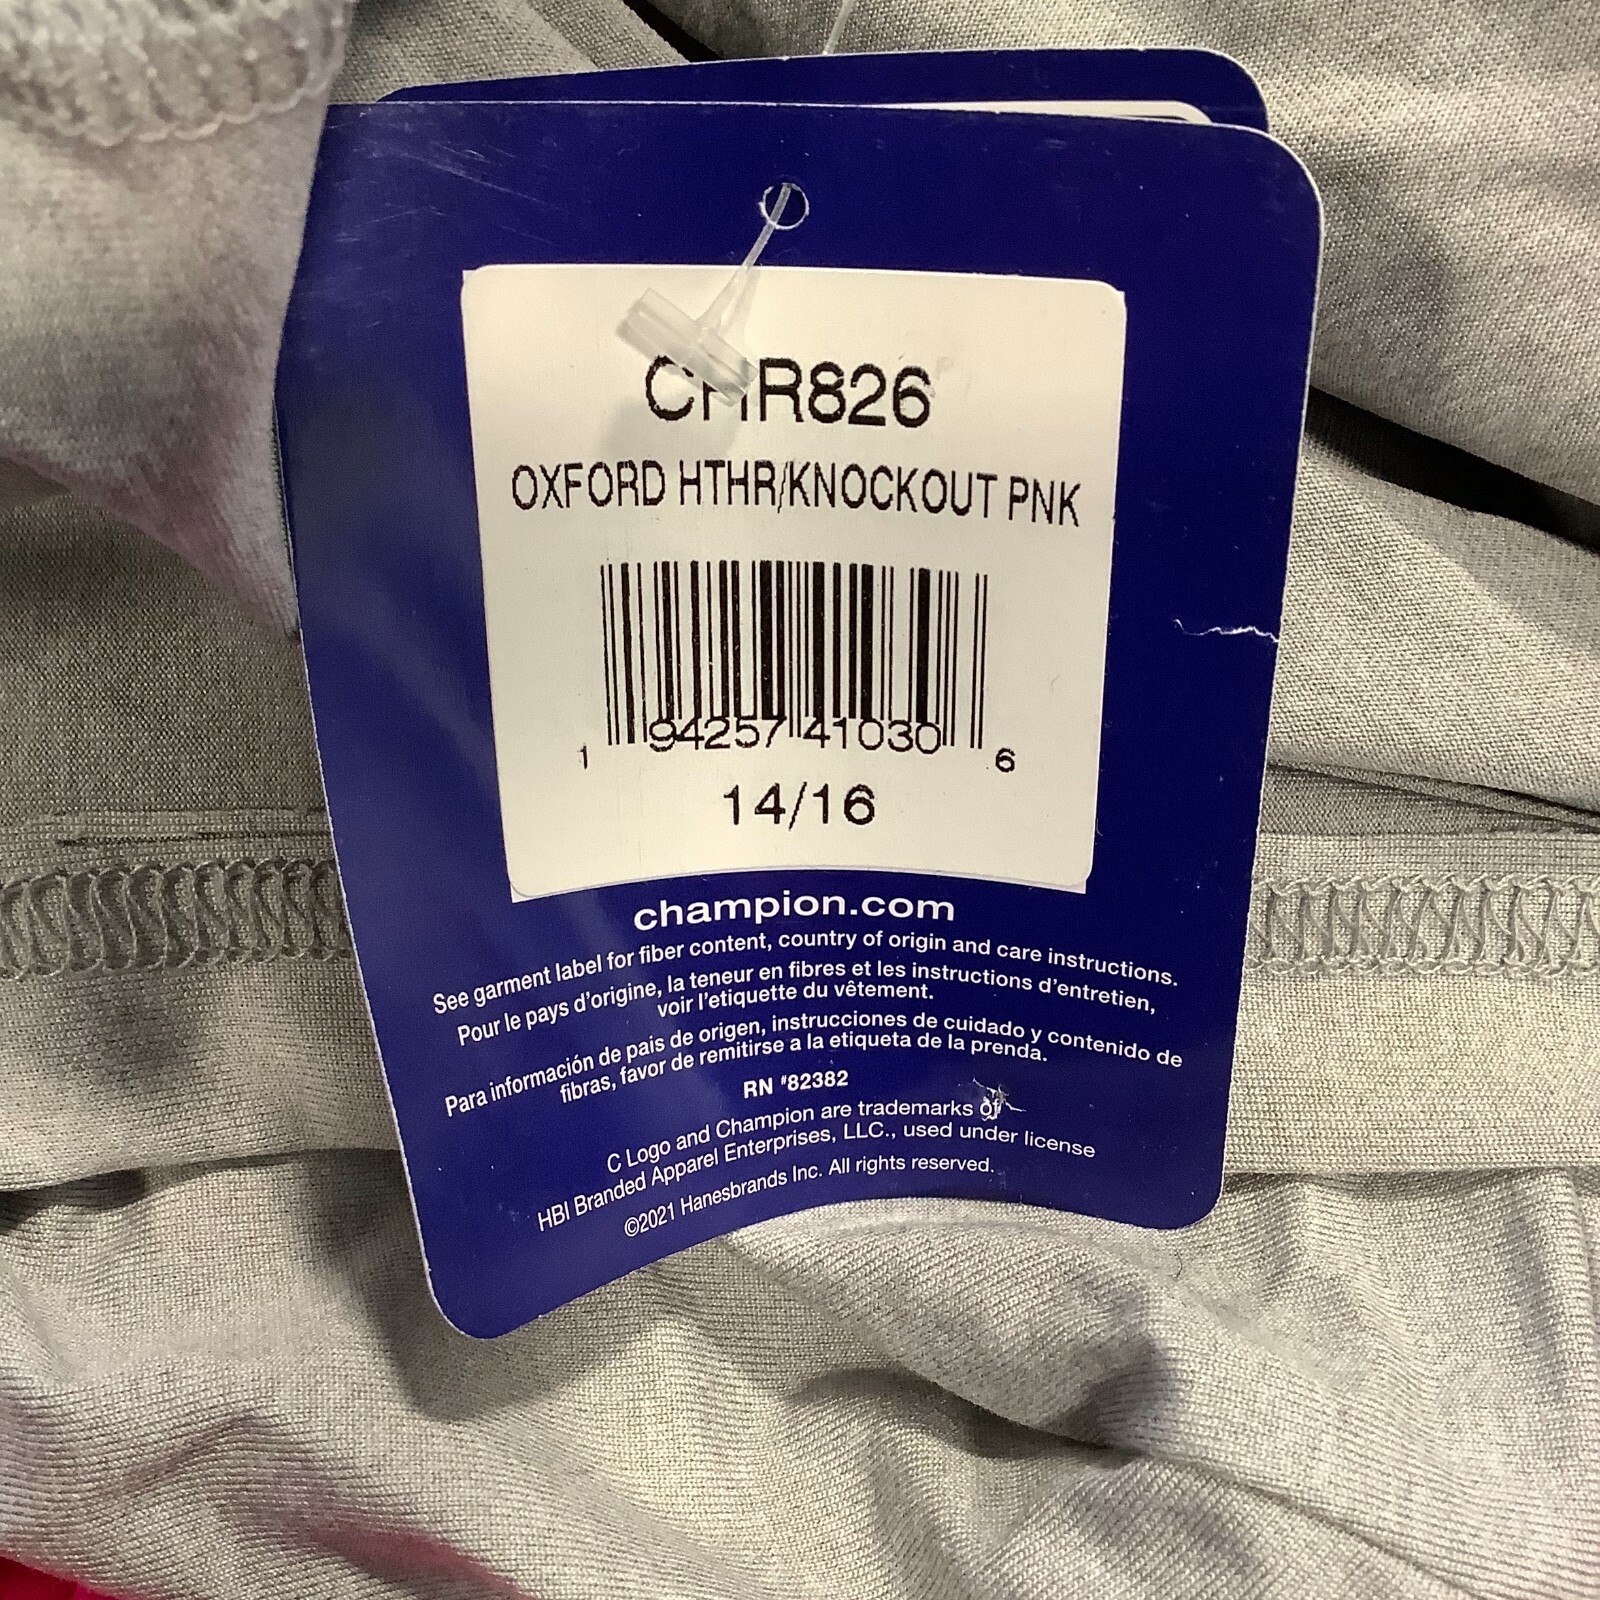 CHR826
OXFORD HTHR/KNOCKOUT PNK
1 94257 41030 6
14/16
champion.com
See garment label for fiber content, country of origin and care instructions.
Pour le pays d'origine, la teneur en fibres et les instructions d'entretien,
voir l'etiquette du vêtement.
Para información de pais de origen, instrucciones de cuidado y contenido de
fibras, favor de remitirse a la etiqueta de la prenda.
RN #82382
C Logo and Champion are trademarks of
HBI Branded Apparel Enterprises, LLC., used under license
©2021 Hanesbrands Inc. All rights reserved.